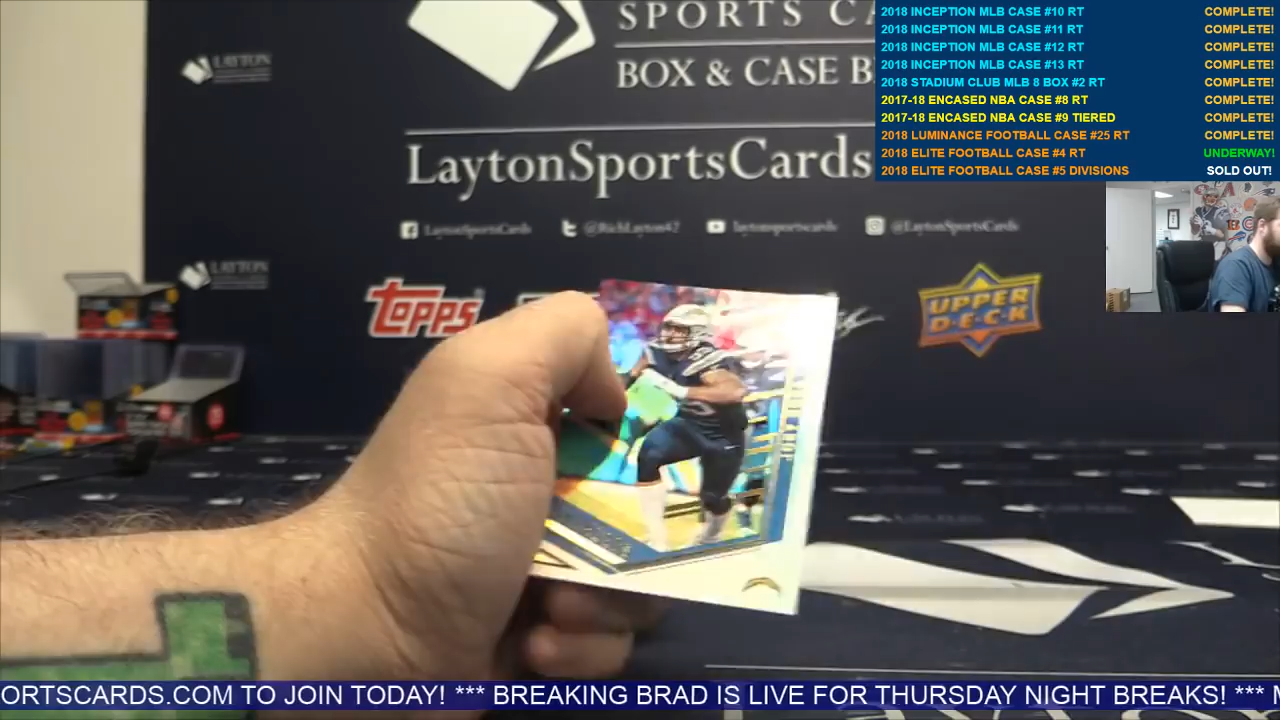 SPORTS CA
BOX & CASE B
LaytonSportsCards
LaytonSportsCards
@RichLayton42
laytonsportscards
@LaytonSportsCards
LAYTON
LAYTON
TOPPS
UPPER
D·E·C·K
2018 INCEPTION MLB CASE #10 RT COMPLETE!
2018 INCEPTION MLB CASE #11 RT COMPLETE!
2018 INCEPTION MLB CASE #12 RT COMPLETE!
2018 INCEPTION MLB CASE #13 RT COMPLETE!
2018 STADIUM CLUB MLB 8 BOX #2 RT COMPLETE!
2017-18 ENCASED NBA CASE #8 RT COMPLETE!
2017-18 ENCASED NBA CASE #9 TIERED COMPLETE!
2018 LUMINANCE FOOTBALL CASE #25 RT COMPLETE!
2018 ELITE FOOTBALL CASE #4 RT UNDERWAY!
2018 ELITE FOOTBALL CASE #5 DIVISIONS SOLD OUT!
ORTSCARDS.COM TO JOIN TODAY! *** BREAKING BRAD IS LIVE FOR THURSDAY NIGHT BREAKS! *** M